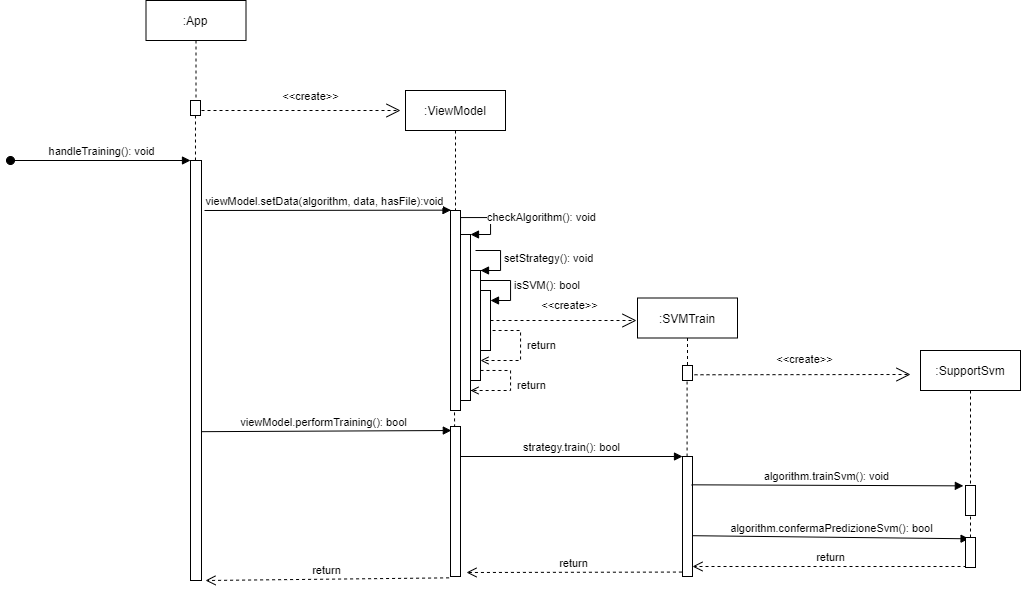 :App
<<create>>
:ViewModel
handleTraining(): void
viewModel.setData(algorithm, data, hasFile):void
checkAlgorithm(): void
setStrategy(): void
isSVM(): bool
<<create>>
:SVMTrain
return
<<create>>
:SupportSvm
return
viewModel.performTraining(): bool
strategy.train(): bool
algorithm.trainSvm(): void
algorithm.confermaPredizioneSvm(): bool
return
return
return